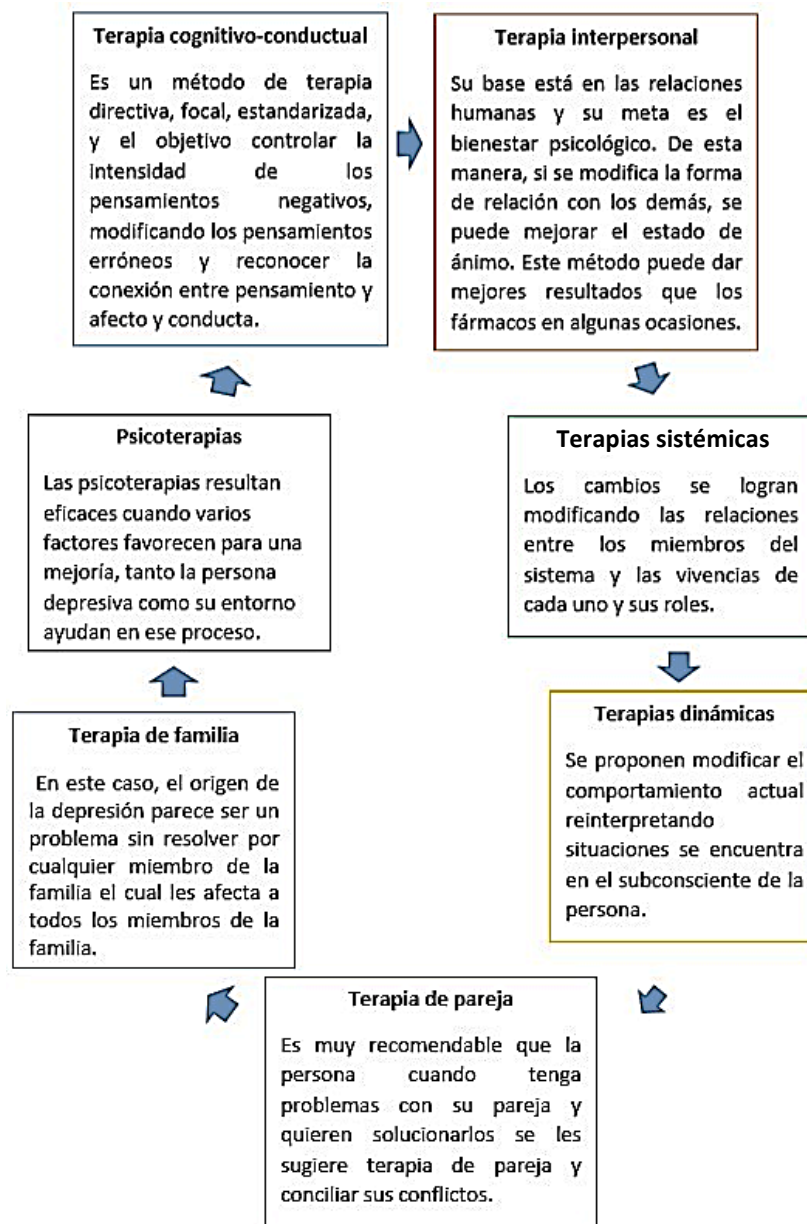 Terapia cognitivo-conductual
Es un método de terapia
directiva, focal, estandarizada,
y el objetivo controlar la
intensidad de los
pensamientos negativos,
modificando los pensamientos
erróneos y reconocer la
conexión entre pensamiento y
afecto y conducta.
Terapia interpersonal
Su base está en las relaciones
humanas y su meta es el
bienestar psicológico. De esta
manera, si se modifica la forma
de relación con los demás, se
puede mejorar el estado de
ánimo. Este método puede dar
mejores resultados que los
fármacos en algunas ocasiones.
Terapias sistémicas
Los cambios se logran
modificando las relaciones
entre los miembros del
sistema y las vivencias de
cada uno y sus roles.
Terapias dinámicas
Se proponen modificar el
comportamiento actual
reinterpretando
situaciones se encuentra
en el subconsciente de la
persona.
Terapia de pareja
Es muy recomendable que la
persona cuando tenga
problemas con su pareja y
quieren solucionarlos se les
sugiere terapia de pareja y
conciliar sus conflictos.
Terapia de familia
En este caso, el origen de
la depresión parece ser un
problema sin resolver por
cualquier miembro de la
familia el cual les afecta a
todos los miembros de la
familia.
Psicoterapias
Las psicoterapias resultan
eficaces cuando varios
factores favorecen para una
mejoría, tanto la persona
depresiva como su entorno
ayudan en ese proceso.